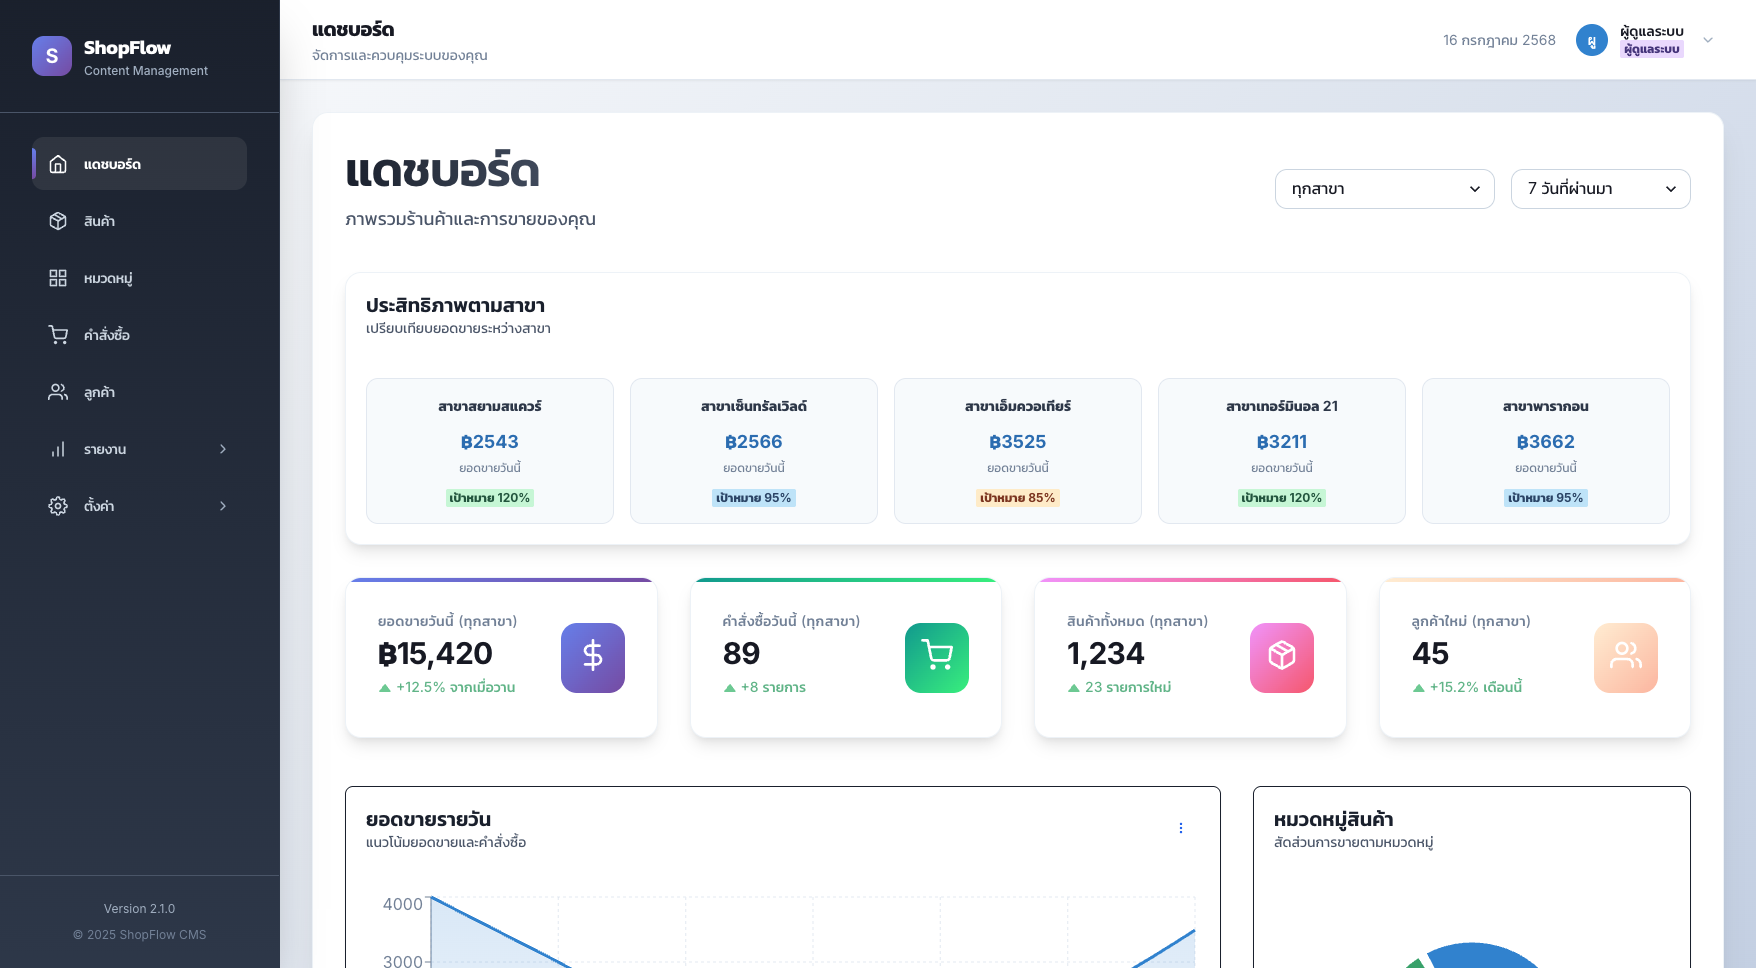 S
ShopFlow
Content Management
แดชบอร์ด
สินค้า
หมวดหมู่
คำสั่งซื้อ
ลูกค้า
รายงาน
ตั้งค่า
Version 2.1.0
© 2025 ShopFlow CMS
แดชบอร์ด
จัดการและควบคุมระบบของคุณ
16 กรกฎาคม 2568
ผู้
ผู้ดูแลระบบ
ผู้ดูแลระบบ
แดชบอร์ด
ภาพรวมร้านค้าและการขายของคุณ
ทุกสาขา
7 วันที่ผ่านมา
ประสิทธิภาพตามสาขา
เปรียบเทียบยอดขายระหว่างสาขา
สาขาสยามสแควร์
฿2543
ยอดขายวันนี้
เป้าหมาย 120%
สาขาเซ็นทรัลเวิลด์
฿2566
ยอดขายวันนี้
เป้าหมาย 95%
สาขาเอ็มควอเทียร์
฿3525
ยอดขายวันนี้
เป้าหมาย 85%
สาขาเทอร์มินอล 21
฿3211
ยอดขายวันนี้
เป้าหมาย 120%
สาขาพารากอน
฿3662
ยอดขายวันนี้
เป้าหมาย 95%
ยอดขายวันนี้ (ทุกสาขา)
฿15,420
+12.5% จากเมื่อวาน
คำสั่งซื้อวันนี้ (ทุกสาขา)
89
+8 รายการ
สินค้าทั้งหมด (ทุกสาขา)
1,234
23 รายการใหม่
ลูกค้าใหม่ (ทุกสาขา)
45
+15.2% เดือนนี้
ยอดขายรายวัน
แนวโน้มยอดขายและคำสั่งซื้อ
4000
3000
หมวดหมู่สินค้า
สัดส่วนการขายตามหมวดหมู่